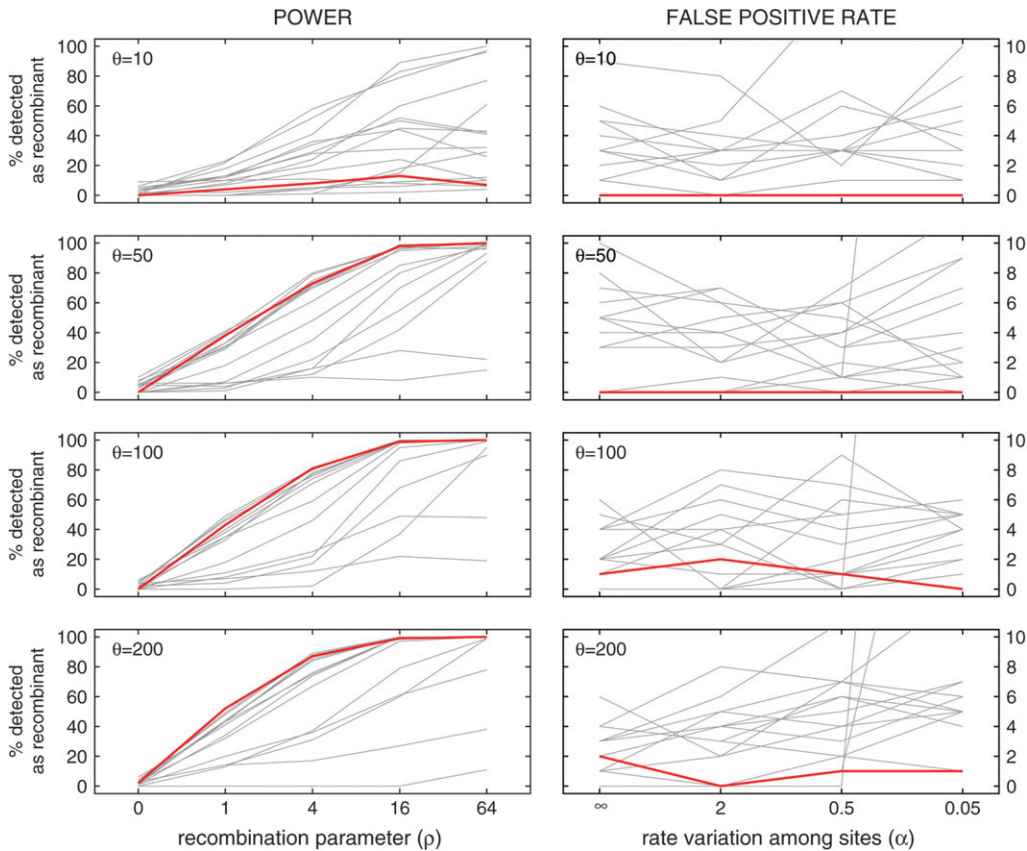 POWER
FALSE POSITIVE RATE
% detected
as recombinant
θ=10
100
80
60
40
20
0
θ=10
10
8
6
4
2
0
% detected
as recombinant
θ=50
100
80
60
40
20
0
θ=50
10
8
6
4
2
0
% detected
as recombinant
θ=100
100
80
60
40
20
0
θ=100
10
8
6
4
2
0
% detected
as recombinant
θ=200
100
80
60
40
20
0
θ=200
10
8
6
4
2
0
0 1 4 16 64
∞ 2 0.5 0.05
recombination parameter (ρ)
rate variation among sites (α)